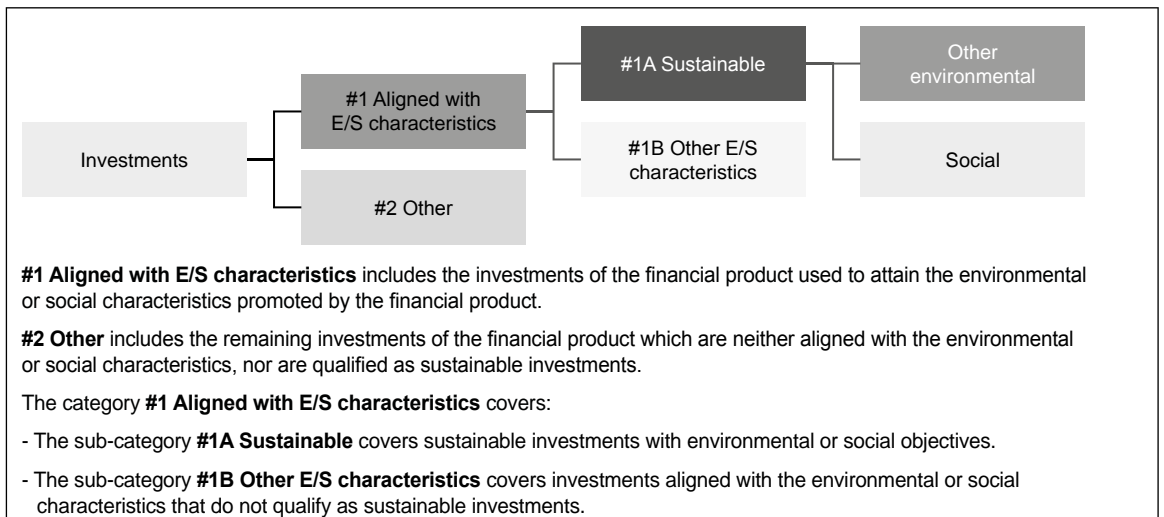 Investments
#1 Aligned with
E/S characteristics
#2 Other
#1A Sustainable
#1B Other E/S
characteristics
Other
environmental
Social
#1 Aligned with E/S characteristics includes the investments of the financial product used to attain the environmental
or social characteristics promoted by the financial product.
#2 Other includes the remaining investments of the financial product which are neither aligned with the environmental
or social characteristics, nor are qualified as sustainable investments.
The category #1 Aligned with E/S characteristics covers:
- The sub-category #1A Sustainable covers sustainable investments with environmental or social objectives.
- The sub-category #1B Other E/S characteristics covers investments aligned with the environmental or social
characteristics that do not qualify as sustainable investments.